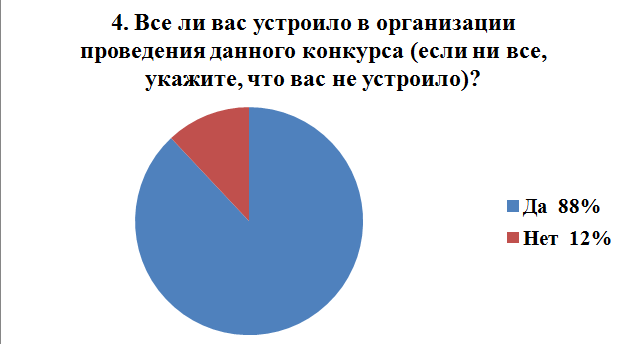 4. Все ли вас устроило в организации
проведения данного конкурса (если ни все,
укажите, что вас не устроило)?
Да 88%
Нет 12%